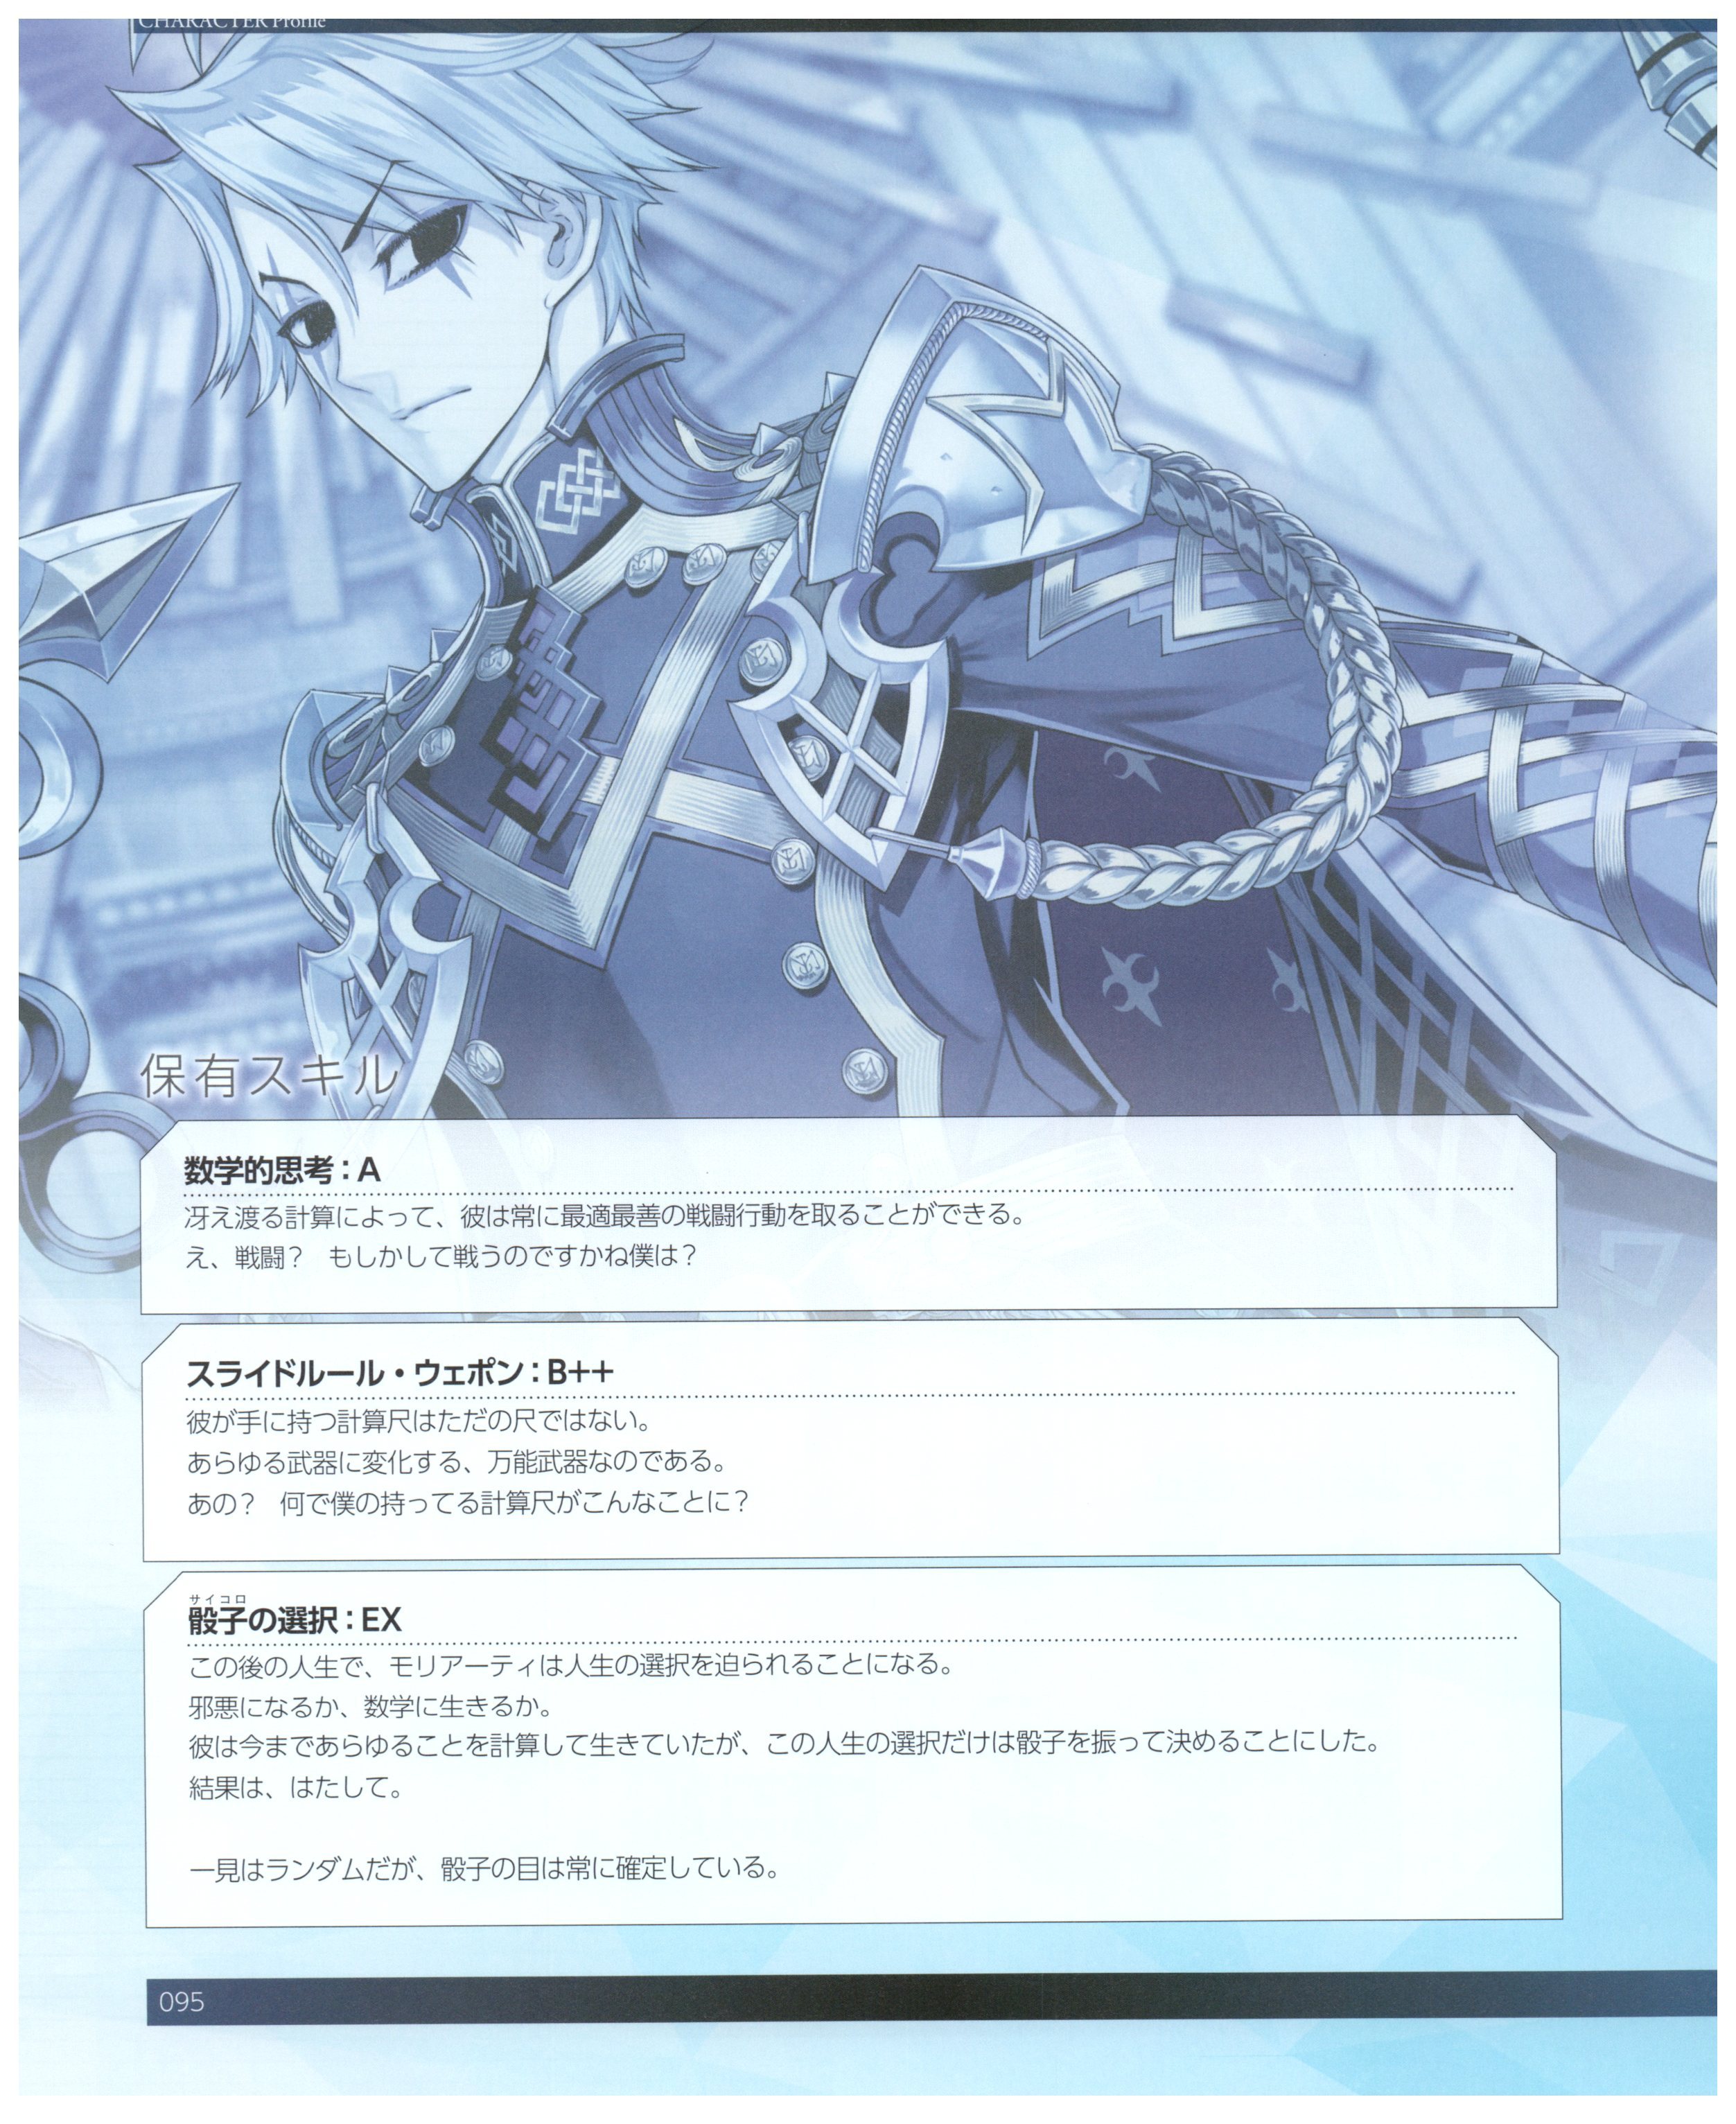 CHARACTER Profile
保有スキル
数学的思考：A
冴え渡る計算によって、彼は常に最適最善の戦闘行動を取ることができる。
え、戦闘？　もしかして戦うのですかね僕は？
スライドルール・ウェポン：B++
彼が手に持つ計算尺はただの尺ではない。
あらゆる武器に変化する、万能武器なのである。
あの？　何で僕の持ってる計算尺がこんなことに？
サイコロ
骰子の選択：EX
この後の人生で、モリアーティは人生の選択を迫られることになる。
邪悪になるか、数学に生きるか。
彼は今まであらゆることを計算して生きていたが、この人生の選択だけは骰子を振って決めることにした。
結果は、はたして。
一見はランダムだが、骰子の目は常に確定している。
095